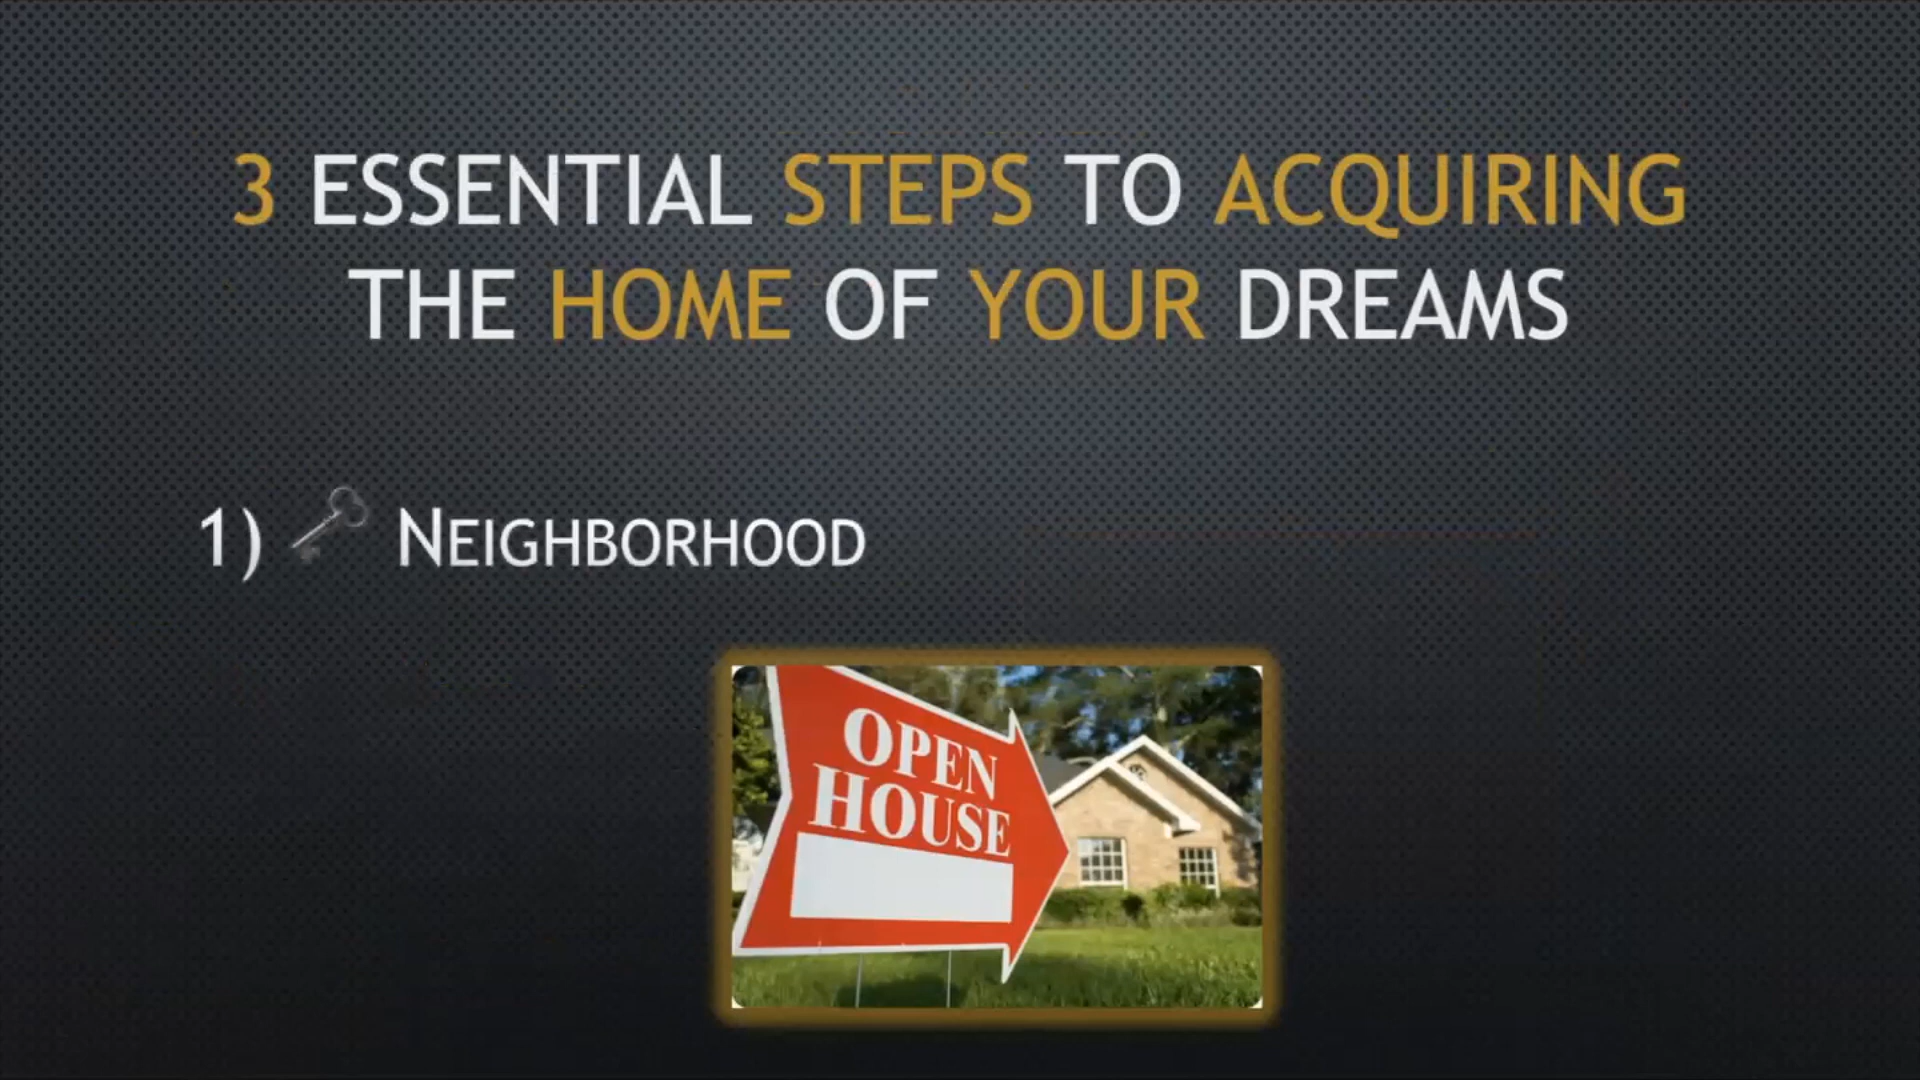 3 ESSENTIAL STEPS TO ACQUIRING
THE HOME OF YOUR DREAMS
1) NEIGHBORHOOD
OPEN
HOUSE